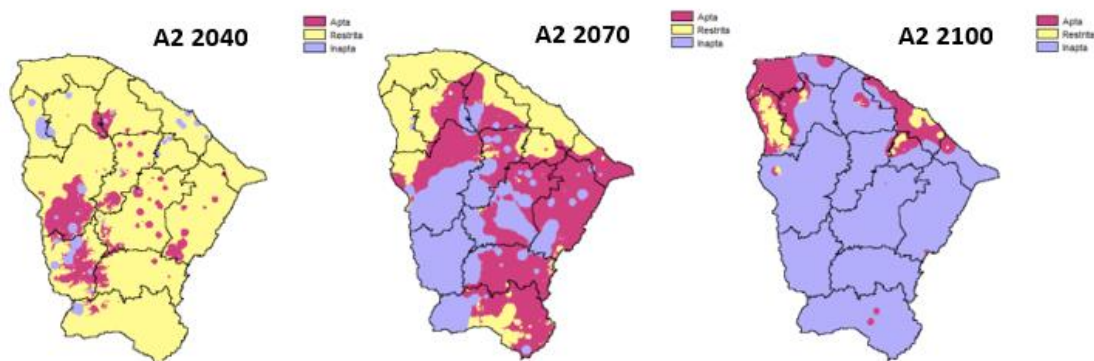 A2 2040
Apta
Restrita
Inapta
A2 2070
Apta
Restrita
Inapta
A2 2100
Apta
Restrita
Inapta